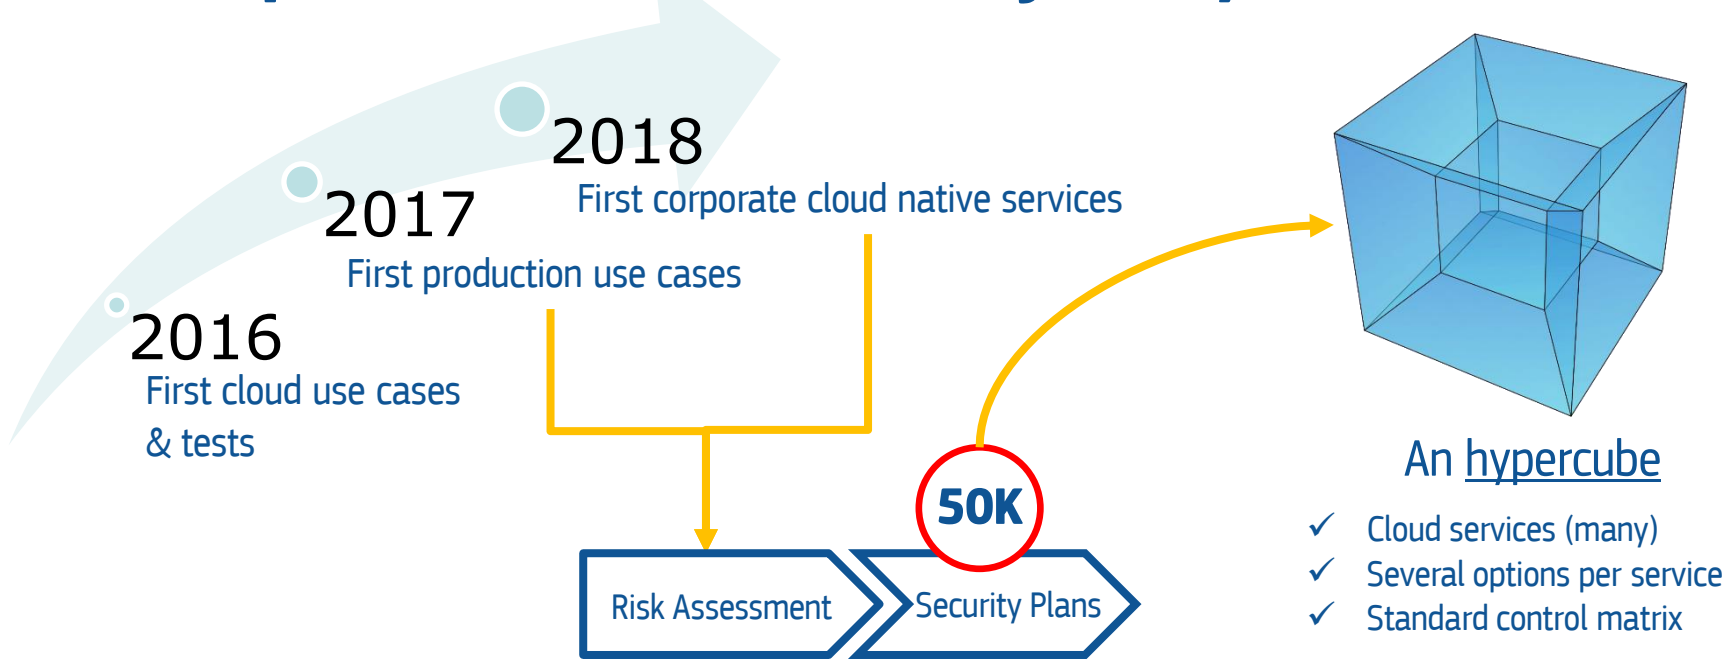 2018
First corporate cloud native services
2017
First production use cases
2016
First cloud use cases
& tests
50K
Risk Assessment
Security Plans
An hypercube
✓ Cloud services (many)
✓ Several options per service
✓ Standard control matrix